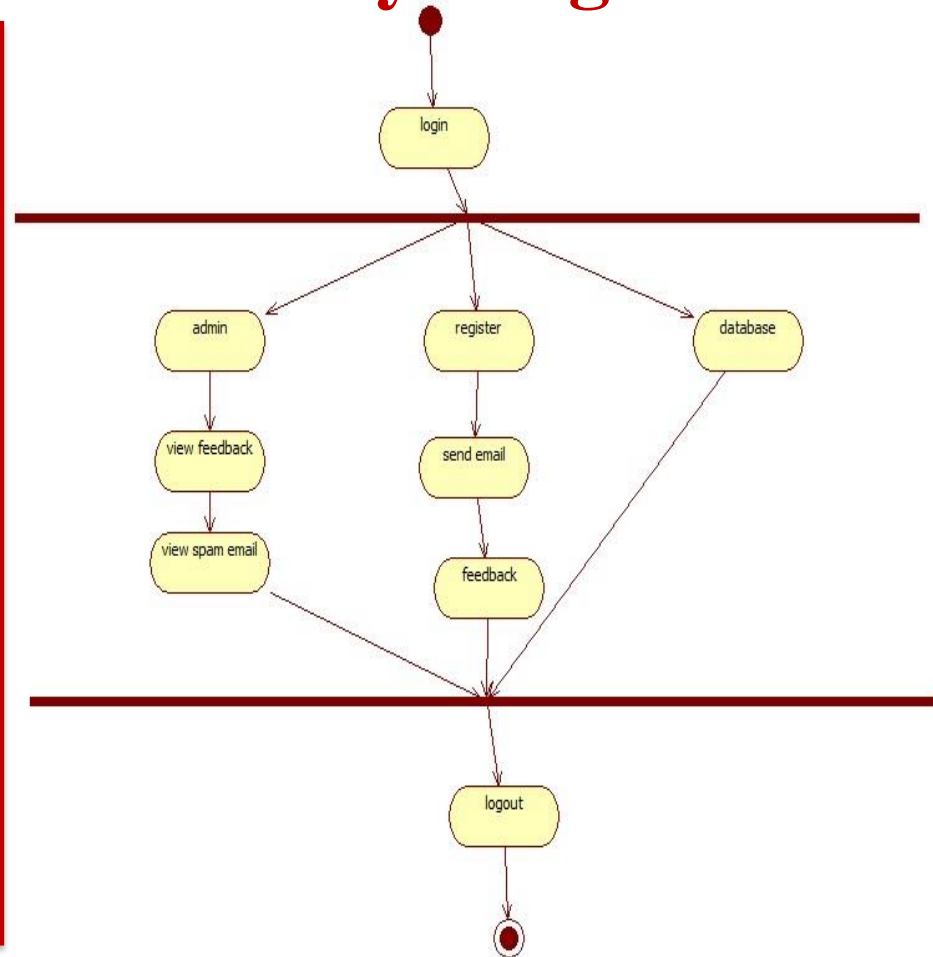 login
admin
register
database
view feedback
send email
view spam email
feedback
logout